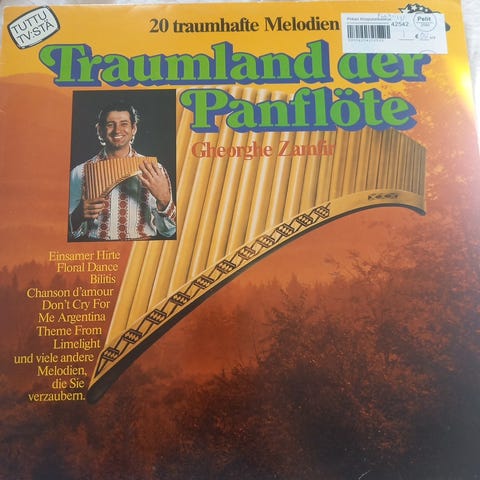 TUTTU
TV:STÄ
20 traumhafte Melodien
Traumland der
Panflöte
Gheorghe Zamfir
Einsamer Hirte
Floral Dance
Bilitis
Chanson d'amour
Don't Cry For
Me Argentina
Theme From
Limelight
und viele andere
Melodien,
die Sie
verzaubern.
42542
Pelit
€